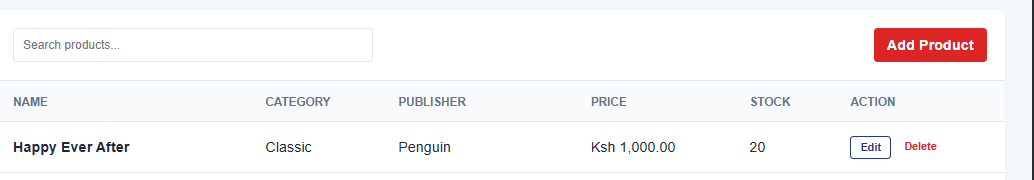 Search products...
Add Product
NAME CATEGORY PUBLISHER PRICE STOCK ACTION
Happy Ever After Classic Penguin Ksh 1,000.00 20 Edit Delete